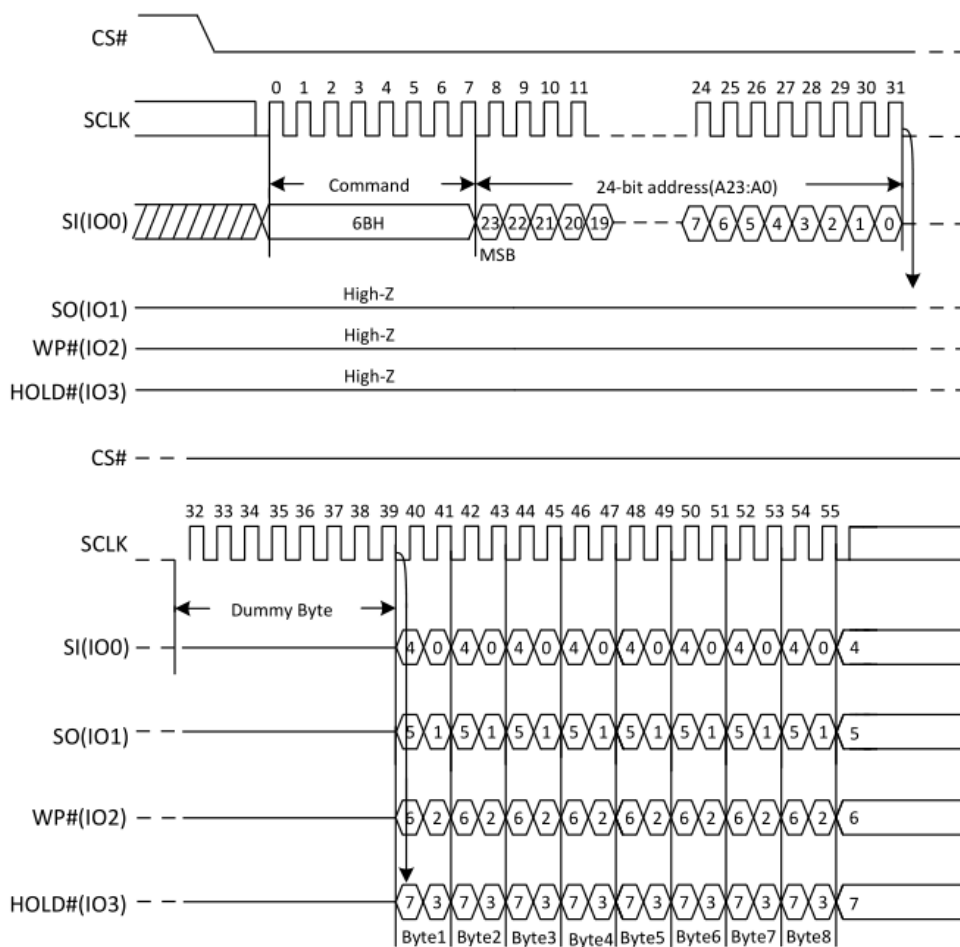 CS#
0 1 2 3 4 5 6 7 8 9 10 11 24 25 26 27 28 29 30 31
SCLK
Command 24-bit address(A23:A0)
SI(IO0) 6BH 23 22 21 20 19 7 6 5 4 3 2 1 0
MSB
SO(IO1) High-Z
WP#(IO2) High-Z
HOLD#(IO3) High-Z
CS#
32 33 34 35 36 37 38 39 40 41 42 43 44 45 46 47 48 49 50 51 52 53 54 55
SCLK
Dummy Byte
SI(IO0) 4 0 4 0 4 0 4 0 4 0 4 0 4 0 4 0 4
SO(IO1) 5 1 5 1 5 1 5 1 5 1 5 1 5 1 5 1 5
WP#(IO2) 6 2 6 2 6 2 6 2 6 2 6 2 6 2 6 2 6
HOLD#(IO3) 7 3 7 3 7 3 7 3 7 3 7 3 7 3 7 3 7
Byte1 Byte2 Byte3 Byte4 Byte5 Byte6 Byte7 Byte8